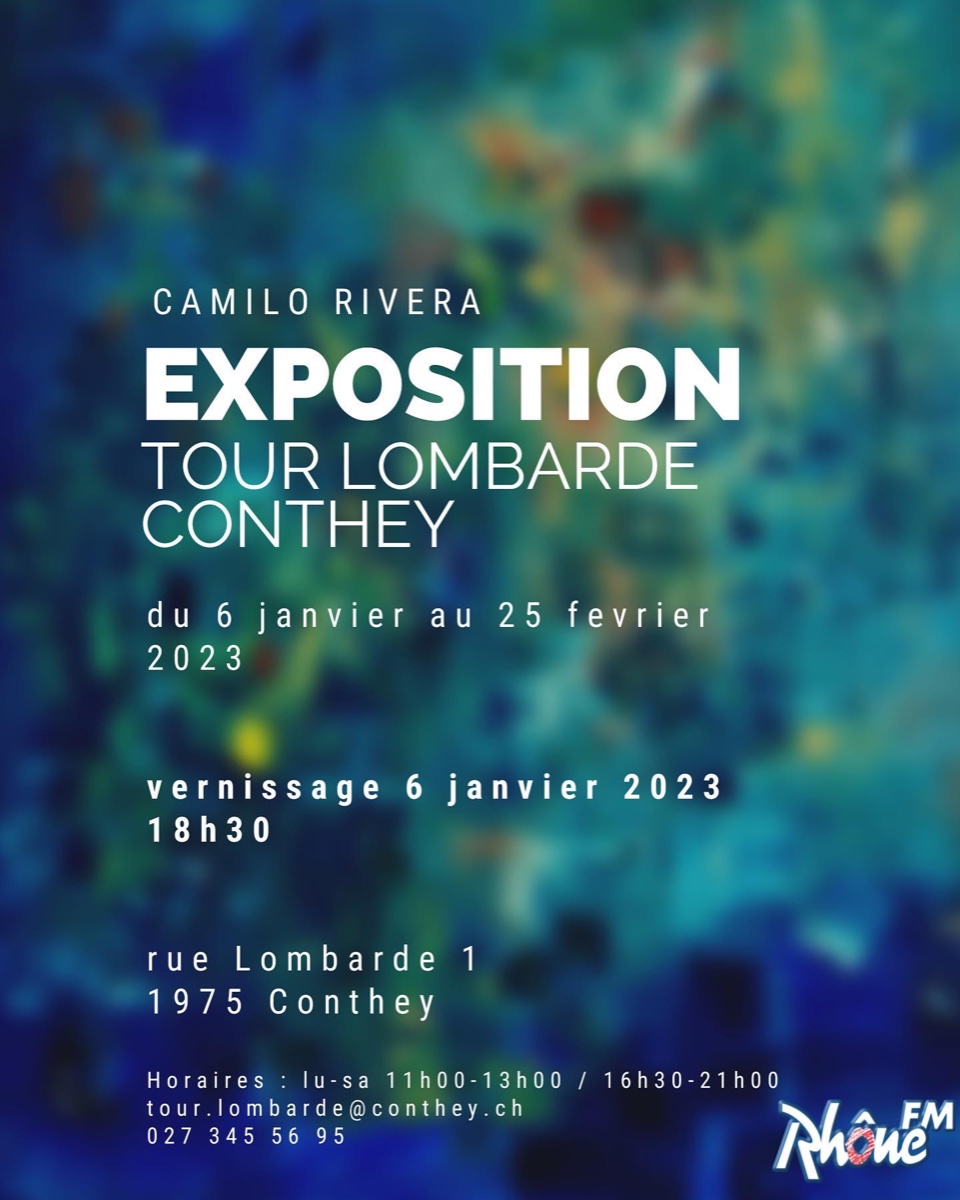 CAMILO RIVERA
EXPOSITION
TOUR LOMBARDE
CONTHEY
du 6 janvier au 25 fevrier
2023
vernissage 6 janvier 2023
18h30
rue Lombarde 1
1975 Conthey
Horaires : lu-sa 11h00-13h00 / 16h30-21h00
tour.lombarde@conthey.ch
027 345 56 95
Rhône FM